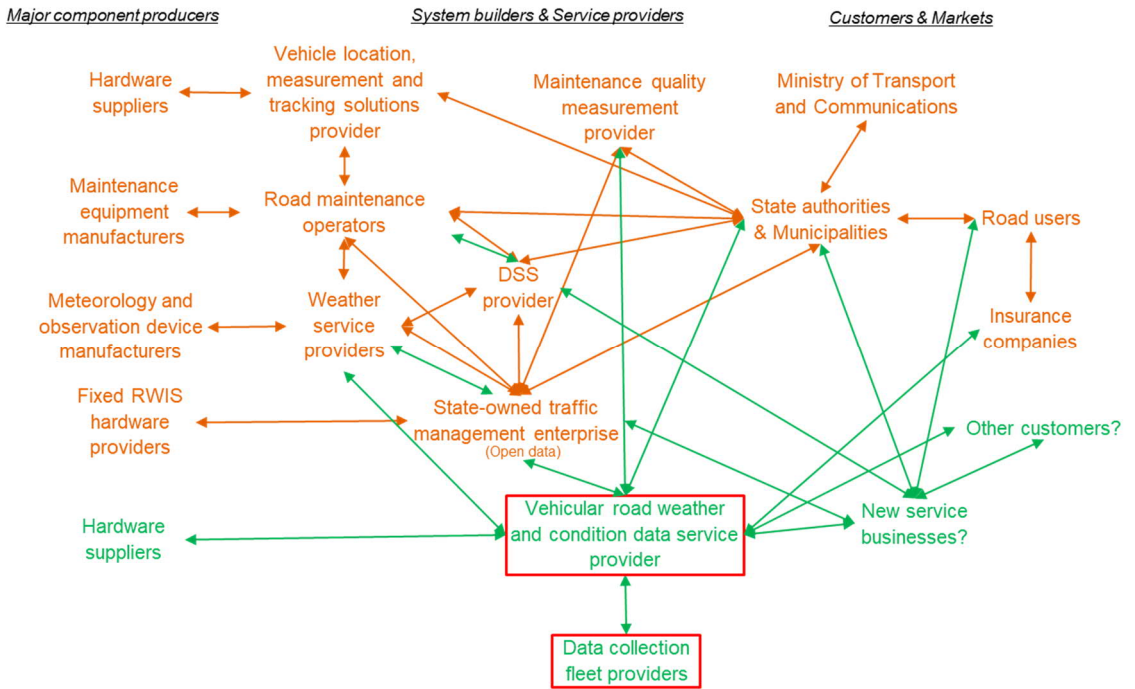 Major component producers
System builders & Service providers
Customers & Markets
Hardware
suppliers
Vehicle location,
measurement and
tracking solutions
provider
Maintenance quality
measurement
provider
Ministry of Transport
and Communications
Maintenance
equipment
manufacturers
Road maintenance
operators
State authorities
& Municipalities
Road users
DSS
provider
Meteorology and
observation device
manufacturers
Weather
service
providers
Insurance
companies
Fixed RWIS
hardware
providers
State-owned traffic
management enterprise
(Open data)
Other customers?
Hardware
suppliers
Vehicular road weather
and condition data service
provider
New service
businesses?
Data collection
fleet providers